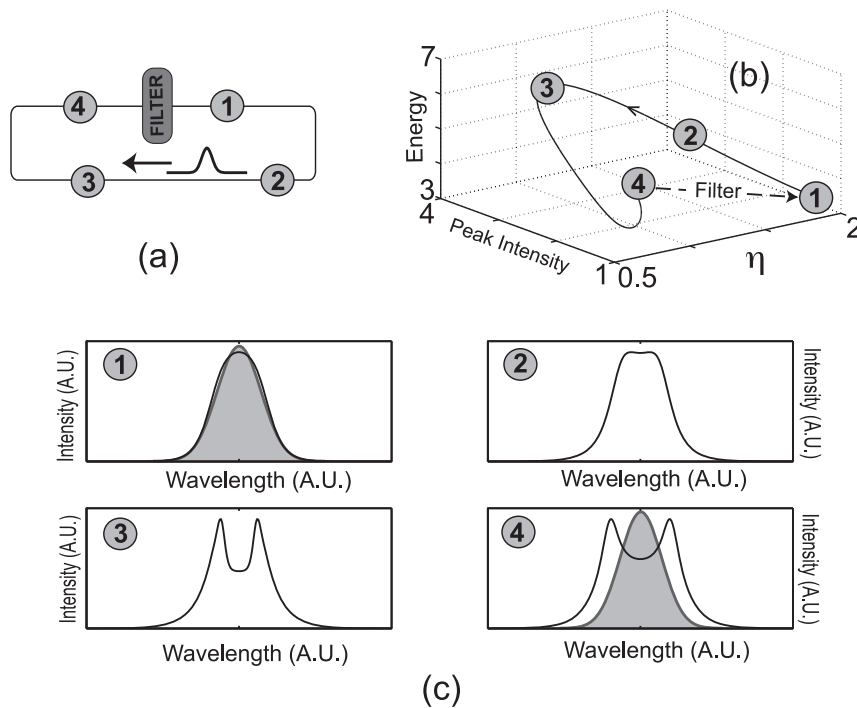 FILTER
4
1
3
2
(a)
7
Energy
3
4
Peak Intensity
1
0.5
η
2
(b)
3
2
4
Filter
1
1
Intensity (A.U.)
Wavelength (A.U.)
2
Intensity (A.U.)
Wavelength (A.U.)
3
Intensity (A.U.)
Wavelength (A.U.)
4
Intensity (A.U.)
Wavelength (A.U.)
(c)